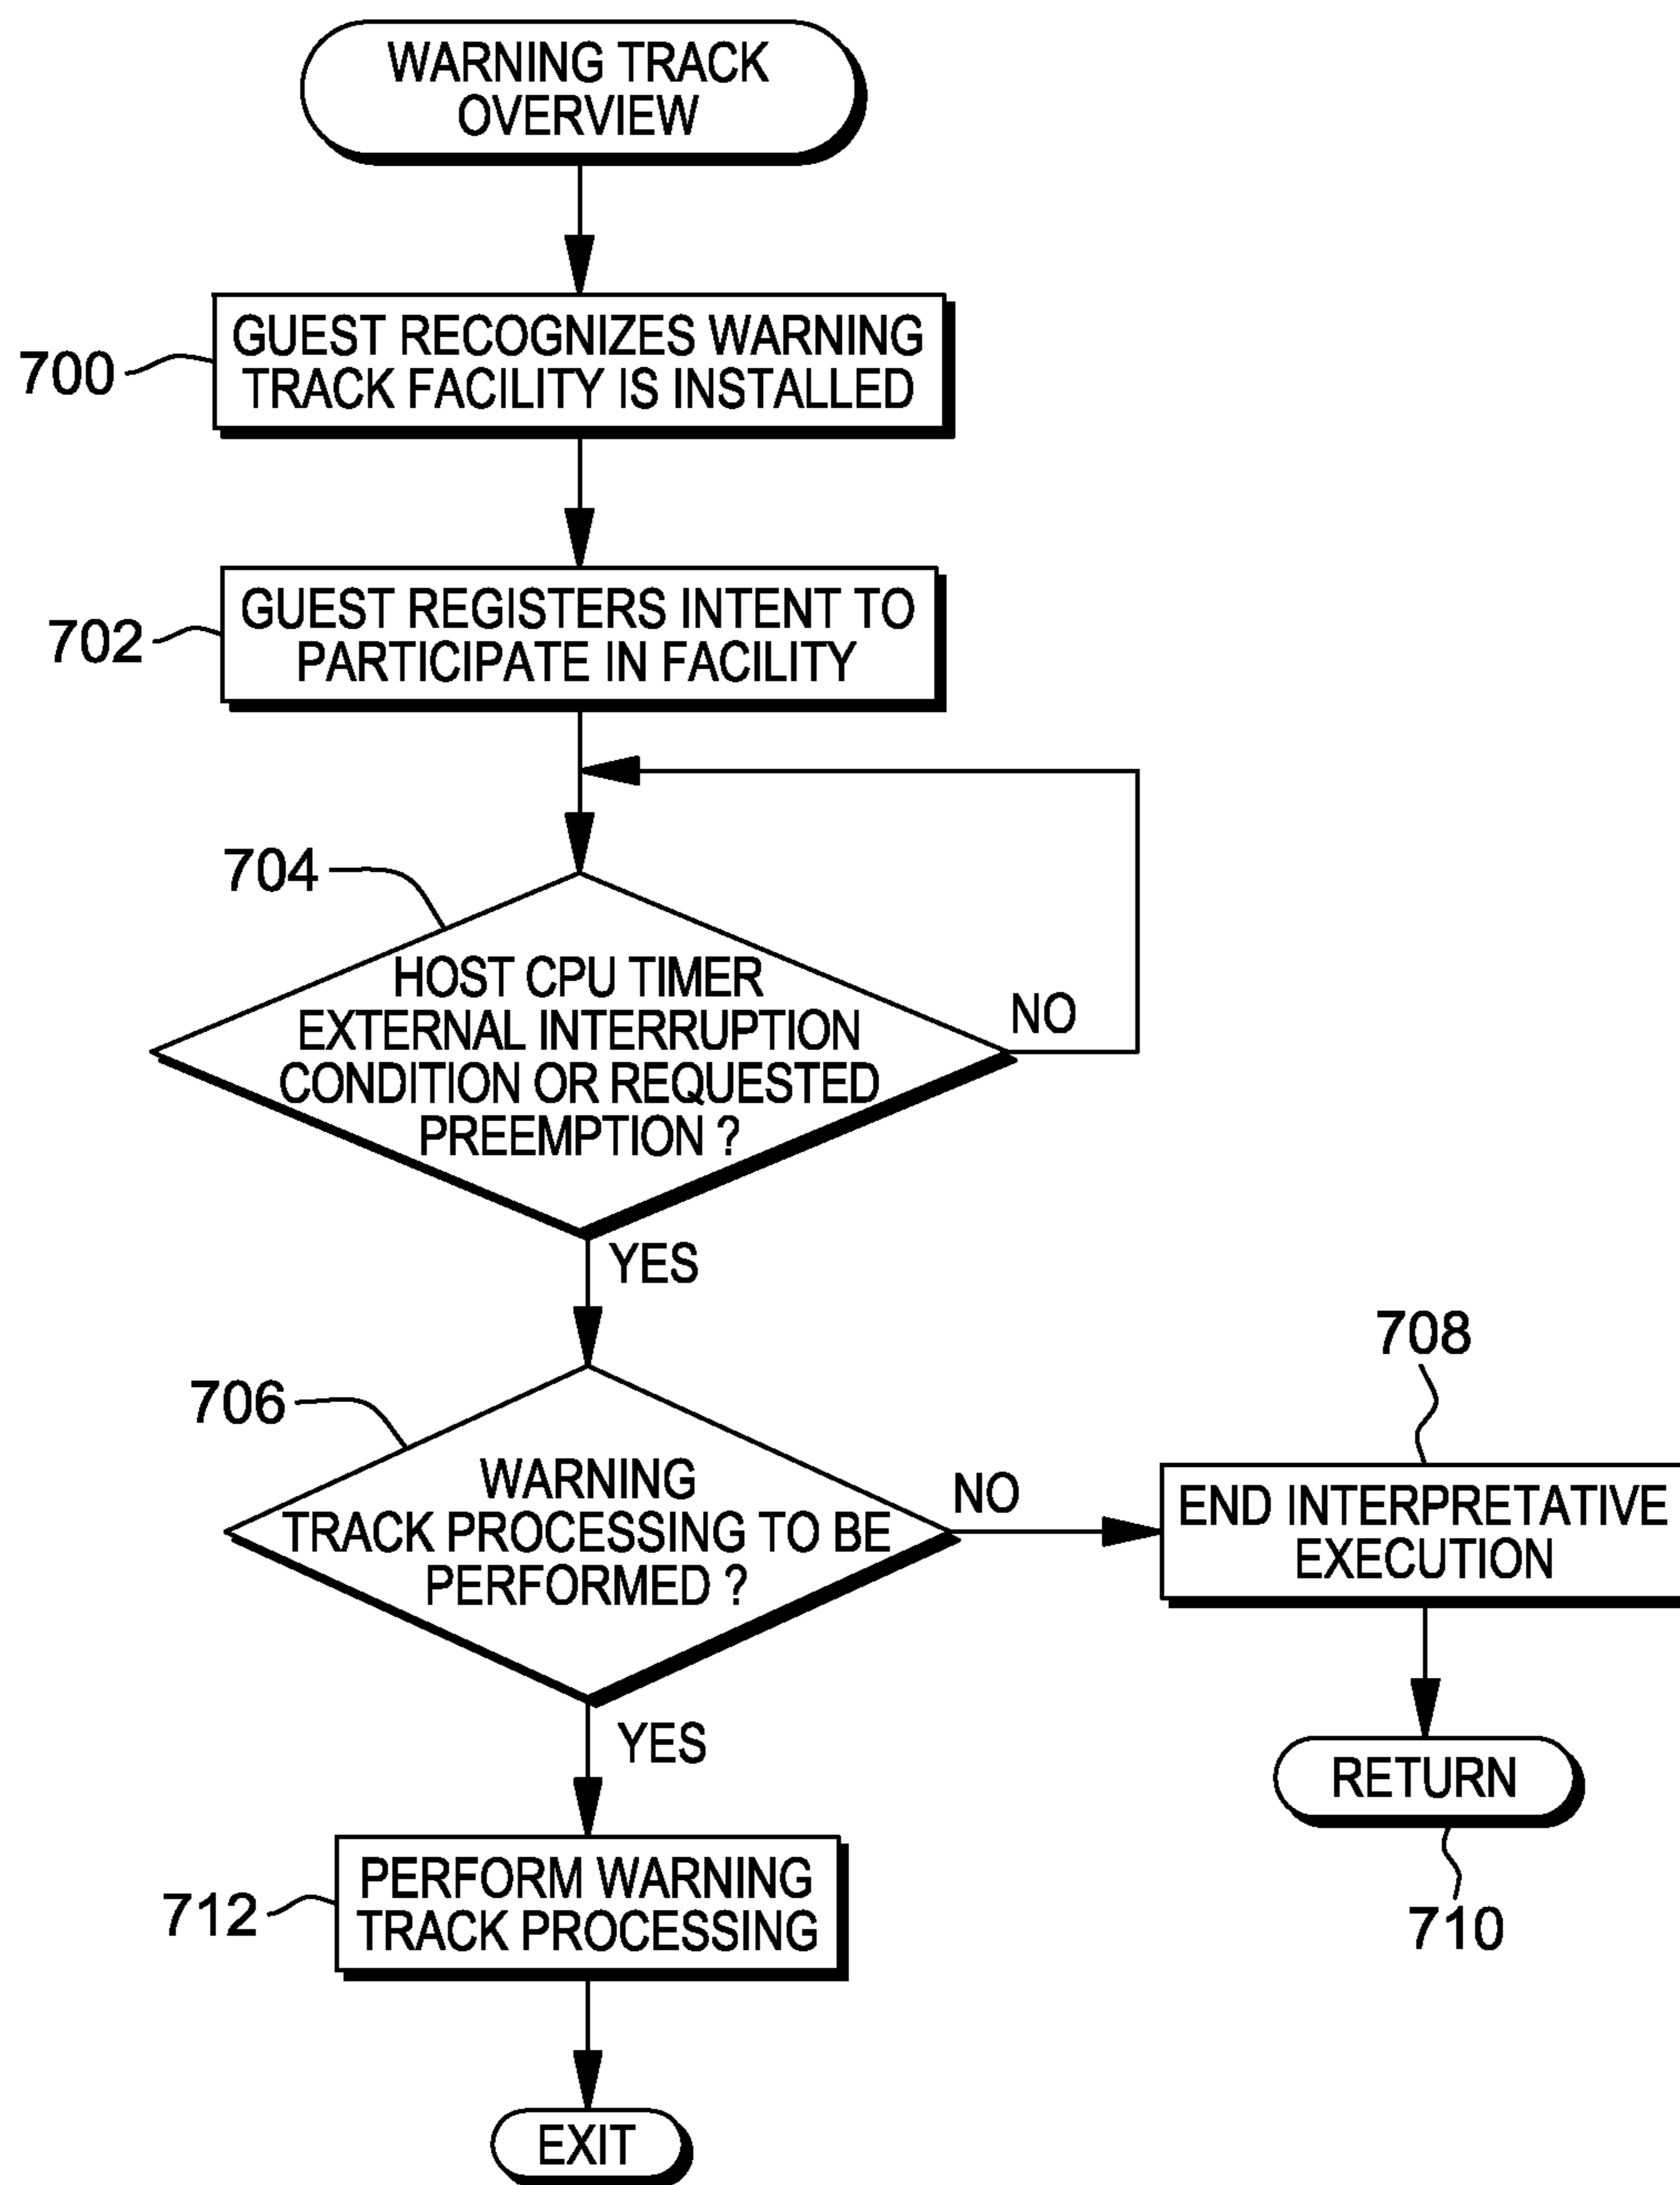 WARNING TRACK
OVERVIEW
700
GUEST RECOGNIZES WARNING
TRACK FACILITY IS INSTALLED
702
GUEST REGISTERS INTENT TO
PARTICIPATE IN FACILITY
704
HOST CPU TIMER
EXTERNAL INTERRUPTION
CONDITION OR REQUESTED
PREEMPTION ?
NO
YES
706
WARNING
TRACK PROCESSING TO BE
PERFORMED ?
NO
708
END INTERPRETATIVE
EXECUTION
RETURN
710
YES
712
PERFORM WARNING
TRACK PROCESSING
EXIT